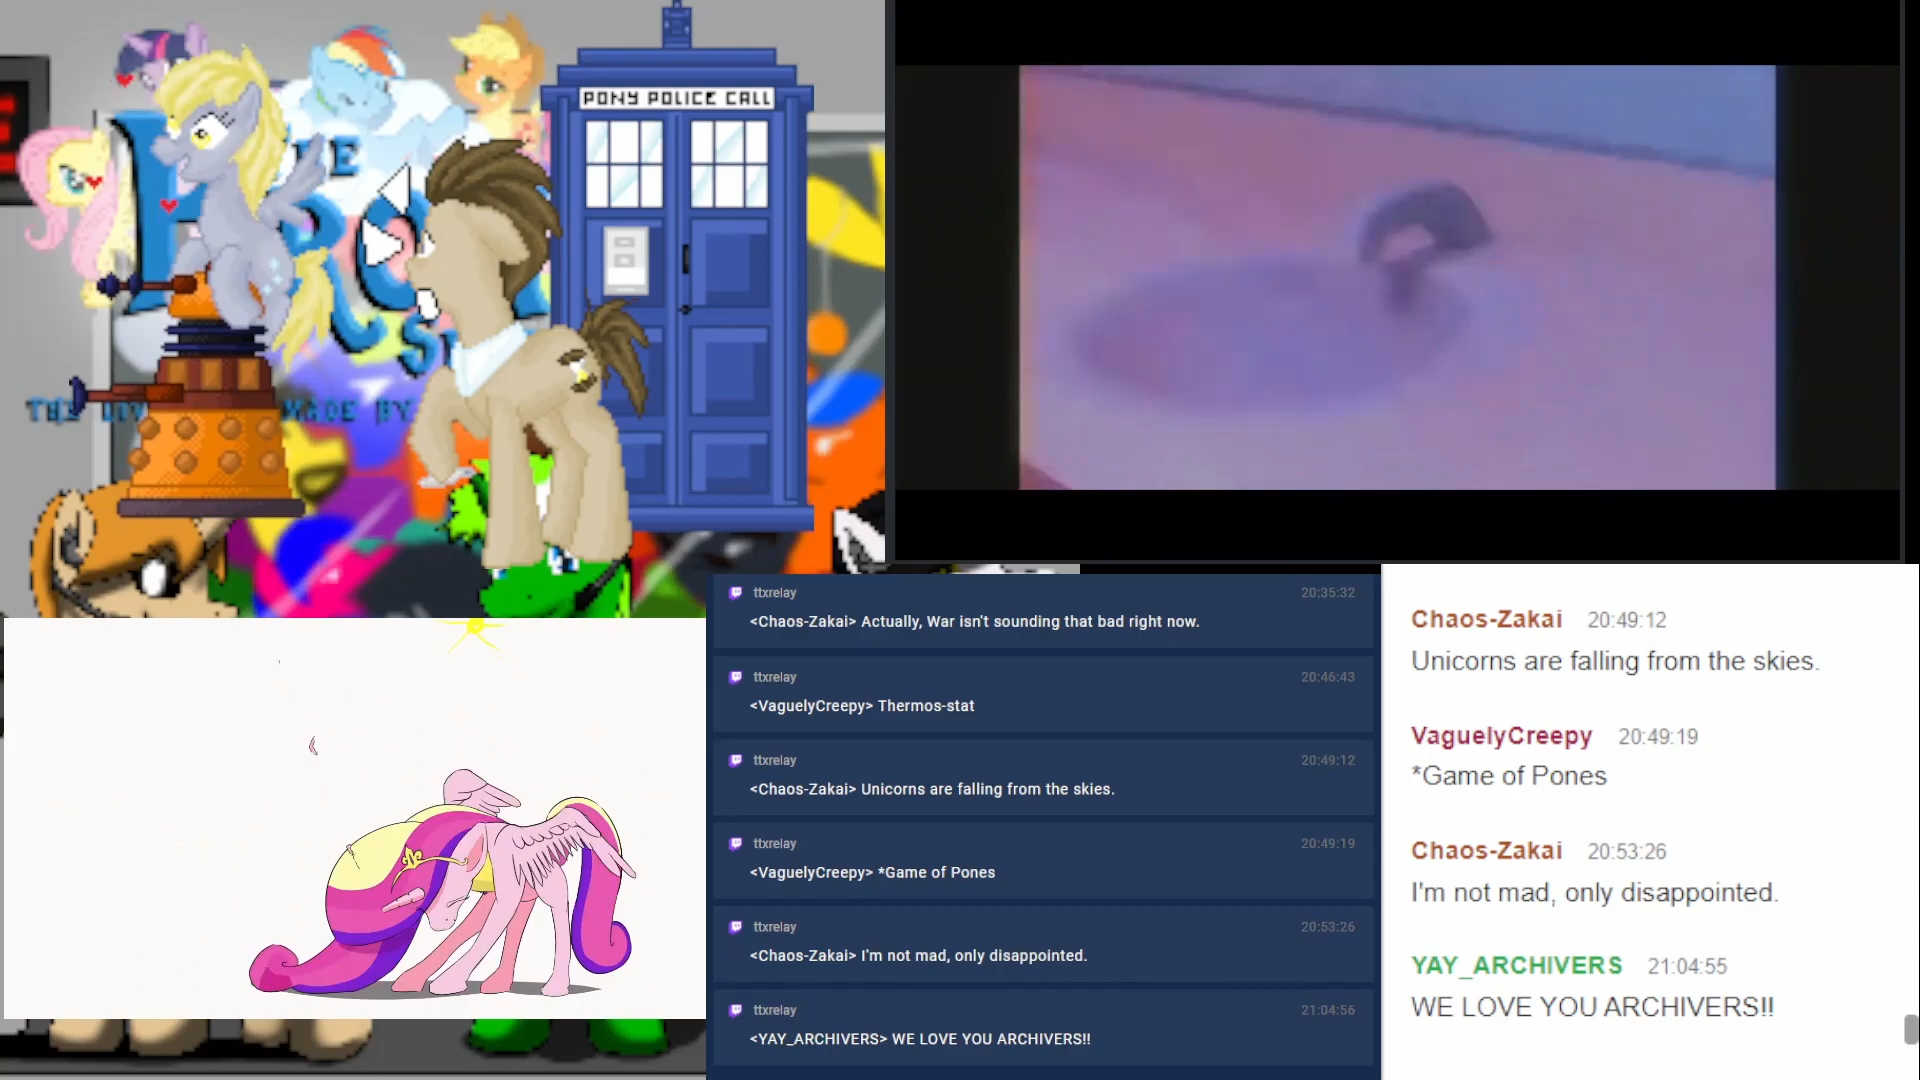 PONY POLICE CALL
THE
MADE BY
ttxrelay 20:35:32
<Chaos-Zakai> Actually, War isn't sounding that bad right now.
ttxrelay 20:46:43
<VaguelyCreepy> Thermos-stat
ttxrelay 20:49:12
<Chaos-Zakai> Unicorns are falling from the skies.
ttxrelay 20:49:19
<VaguelyCreepy> *Game of Pones
ttxrelay 20:53:26
<Chaos-Zakai> I'm not mad, only disappointed.
ttxrelay 21:04:56
<YAY_ARCHIVERS> WE LOVE YOU ARCHIVERS!!
Chaos-Zakai 20:49:12
Unicorns are falling from the skies.
VaguelyCreepy 20:49:19
*Game of Pones
Chaos-Zakai 20:53:26
I'm not mad, only disappointed.
YAY_ARCHIVERS 21:04:55
WE LOVE YOU ARCHIVERS!!